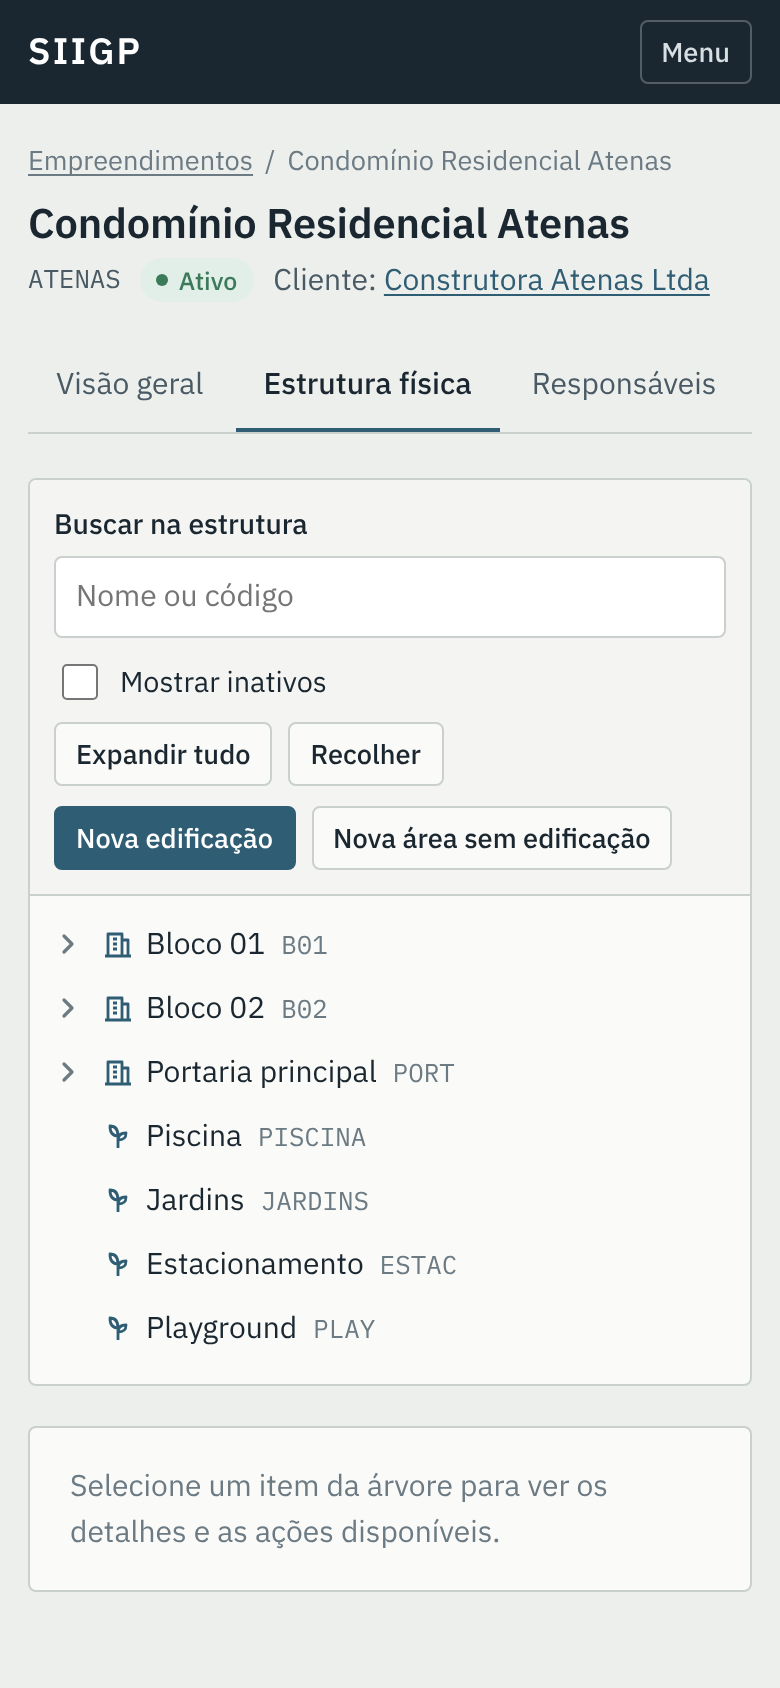 SIIGP
Menu
Empreendimentos / Condomínio Residencial Atenas
Condomínio Residencial Atenas
ATENAS Ativo Cliente: Construtora Atenas Ltda
Visão geral Estrutura física Responsáveis
Buscar na estrutura
Nome ou código
Mostrar inativos
Expandir tudo Recolher
Nova edificação Nova área sem edificação
Bloco 01 B01
Bloco 02 B02
Portaria principal PORT
Piscina PISCINA
Jardins JARDINS
Estacionamento ESTAC
Playground PLAY
Selecione um item da árvore para ver os
detalhes e as ações disponíveis.